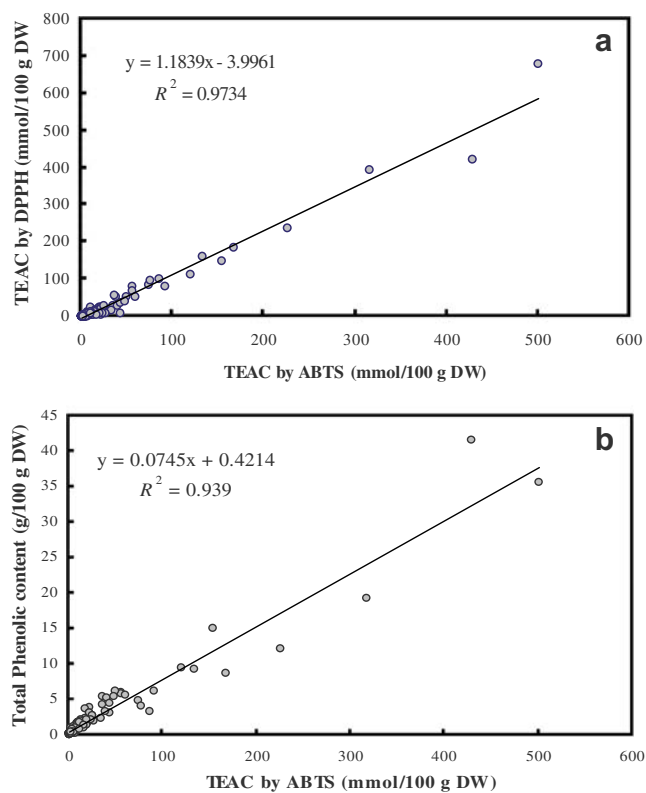 a
y = 1.1839x - 3.9961
R² = 0.9734
TEAC by DPPH (mmol/100 g DW)
800
700
600
500
400
300
200
100
0
0 100 200 300 400 500 600
TEAC by ABTS (mmol/100 g DW)
b
y = 0.0745x + 0.4214
R² = 0.939
Total Phenolic content (g/100 g DW)
45
40
35
30
25
20
15
10
5
0
0 100 200 300 400 500 600
TEAC by ABTS (mmol/100 g DW)